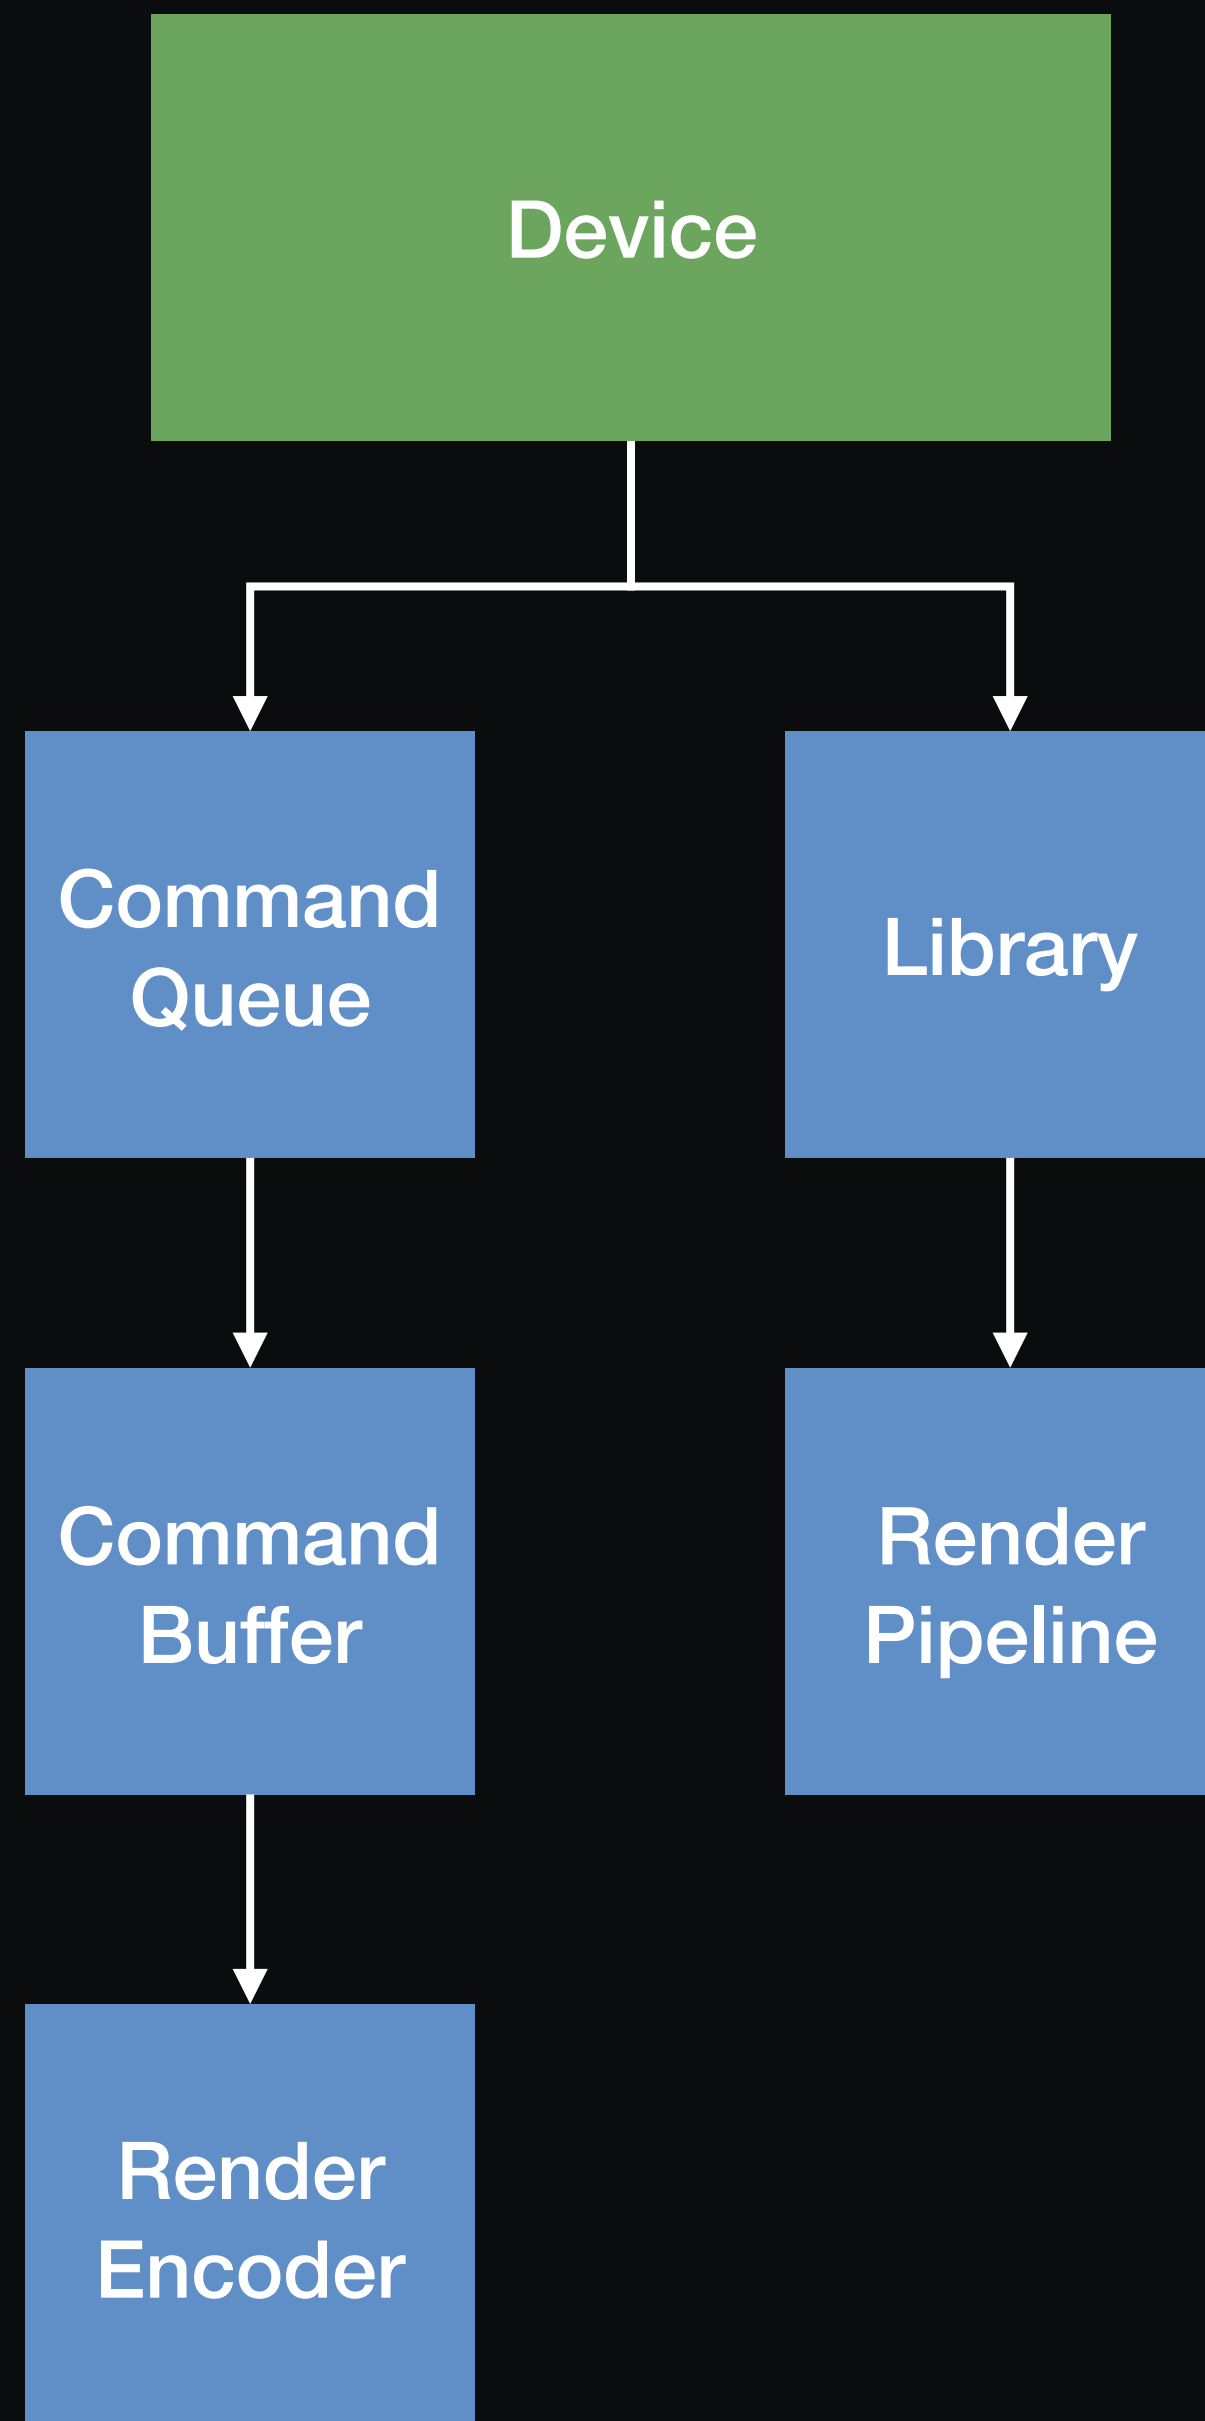 Device
Command
Queue
Library
Command
Buffer
Render
Pipeline
Render
Encoder